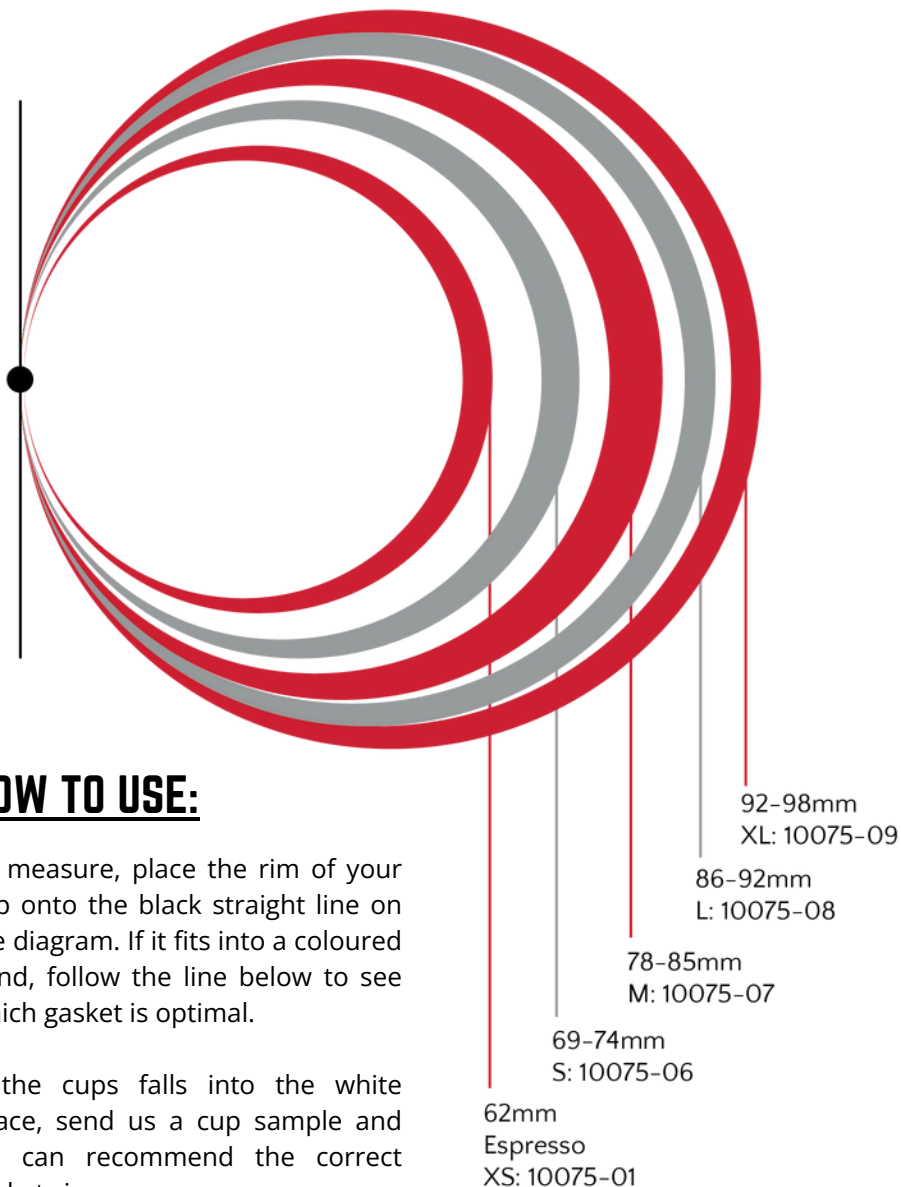 OW TO USE:
measure, place the rim of your
p onto the black straight line on
e diagram. If it fits into a coloured
nd, follow the line below to see
hich gasket is optimal.
the cups falls into the white
ace, send us a cup sample and
can recommend the correct
92-98mm
XL: 10075-09
86-92mm
L: 10075-08
78-85mm
M: 10075-07
69-74mm
S: 10075-06
62mm
Espresso
XS: 10075-01